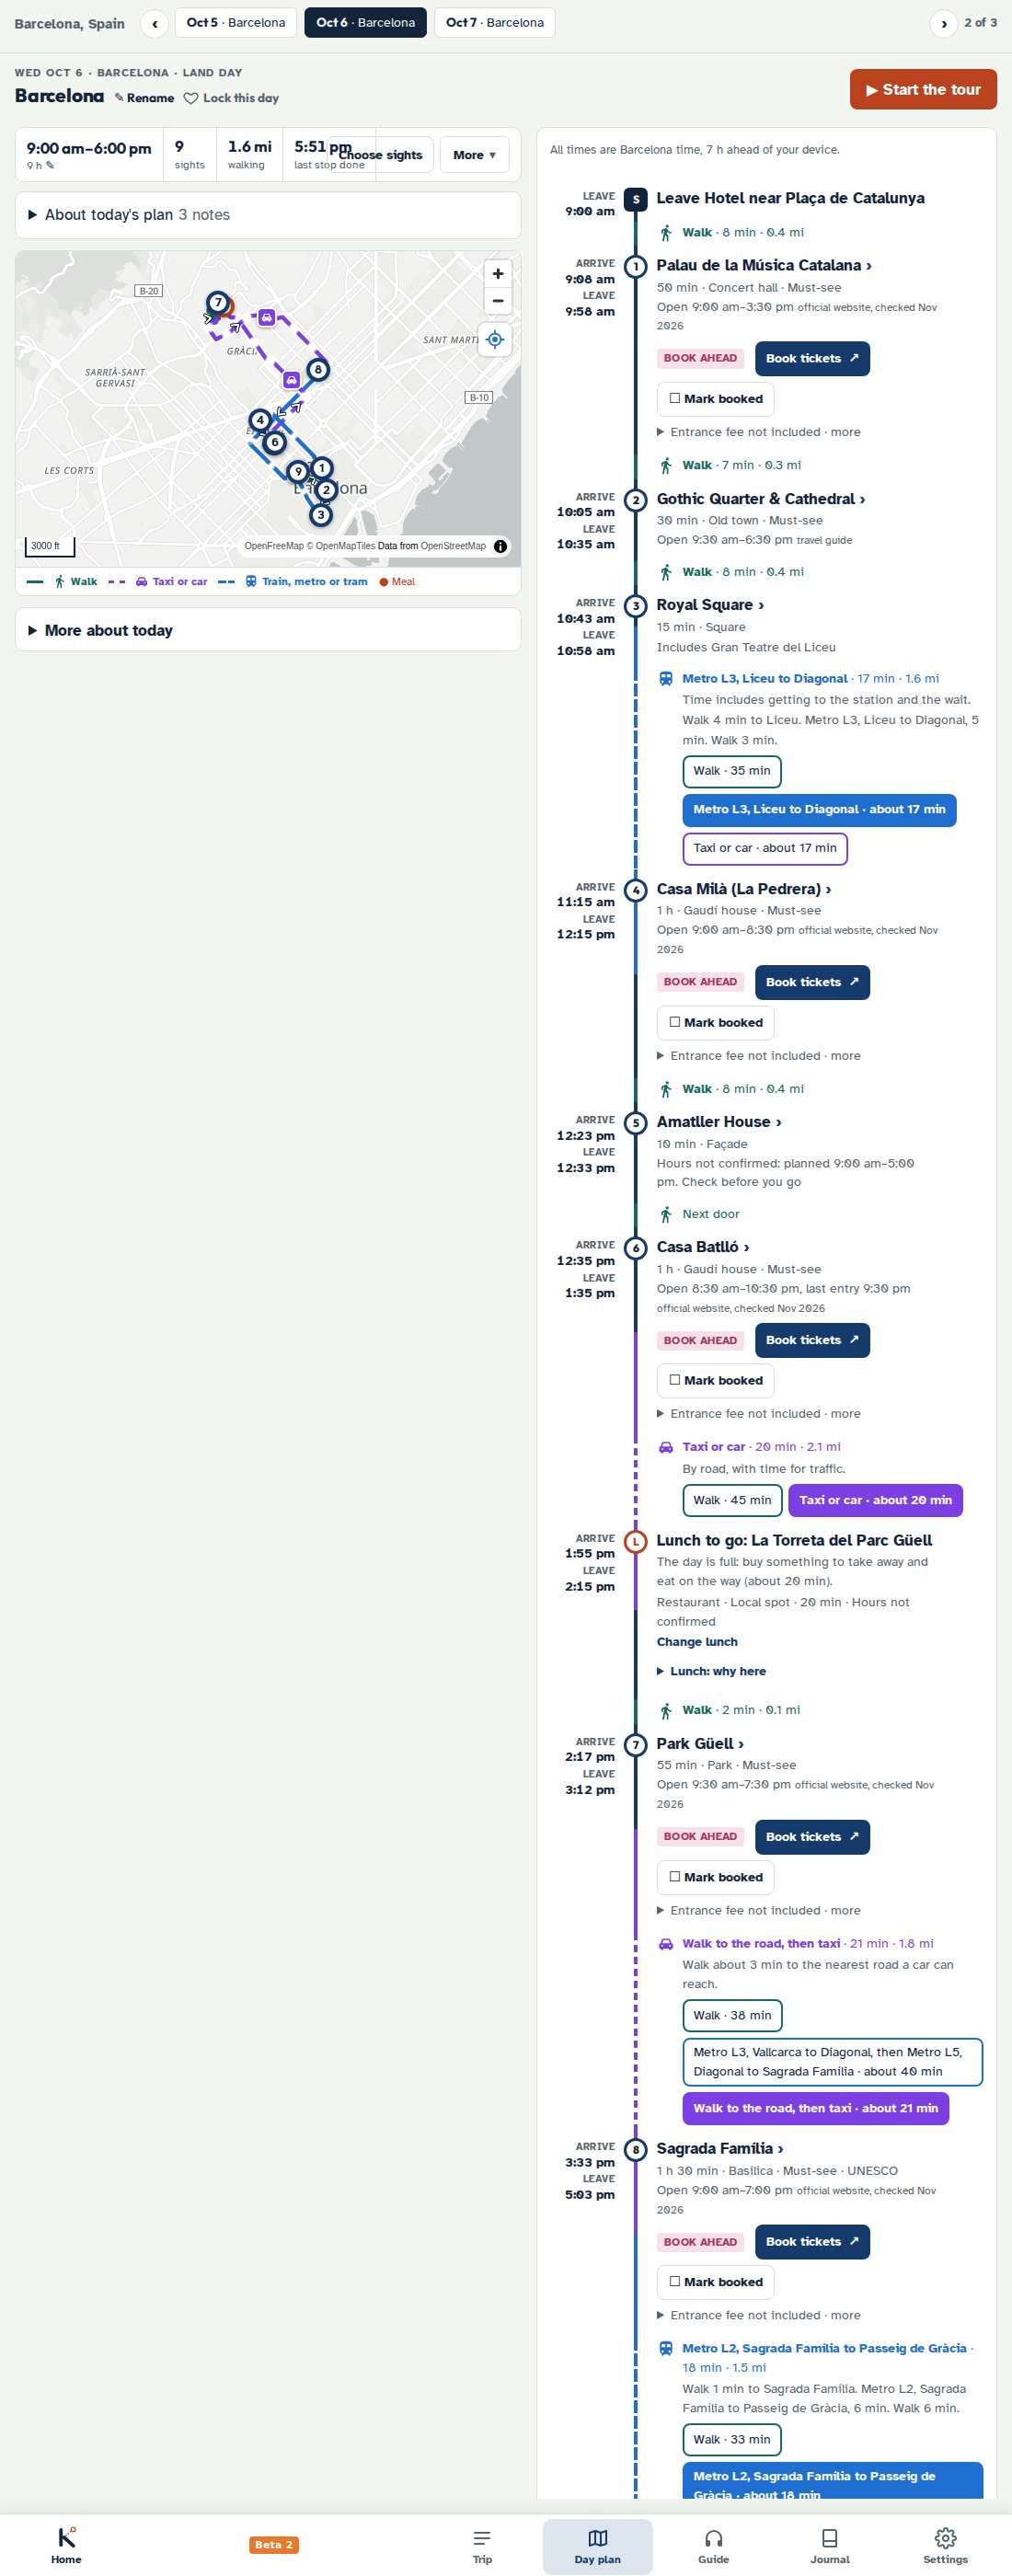 Barcelona, Spain
‹
Oct 5 · Barcelona
Oct 6 · Barcelona
Oct 7 · Barcelona
›
2 of 3
WED OCT 6 · BARCELONA · LAND DAY
Barcelona
✎ Rename
Lock this day
▶ Start the tour
9:00 am–6:00 pm
9 h ✎
9
sights
1.6 mi
walking
5:51 pm
last stop done
Choose sights
More ▾
▶ About today's plan 3 notes
B-20
GRÀCI
SANT MARTÍ
SARRIÀ-SANT
GERVASI
B-10
LES CORTS
7
8
4
6
9
1
2
3
+
−
3000 ft
OpenFreeMap © OpenMapTiles Data from OpenStreetMap
Walk
Taxi or car
Train, metro or tram
Meal
▶ More about today
All times are Barcelona time, 7 h ahead of your device.
LEAVE
9:00 am
S
Leave Hotel near Plaça de Catalunya
Walk · 8 min · 0.4 mi
ARRIVE
9:08 am
LEAVE
9:58 am
1
Palau de la Música Catalana ›
50 min · Concert hall · Must-see
Open 9:00 am–3:30 pm official website, checked Nov
2026
BOOK AHEAD
Book tickets ↗
☐ Mark booked
▶ Entrance fee not included · more
Walk · 7 min · 0.3 mi
ARRIVE
10:05 am
LEAVE
10:35 am
2
Gothic Quarter & Cathedral ›
30 min · Old town · Must-see
Open 9:30 am–6:30 pm travel guide
Walk · 8 min · 0.4 mi
ARRIVE
10:43 am
LEAVE
10:58 am
3
Royal Square ›
15 min · Square
Includes Gran Teatre del Liceu
Metro L3, Liceu to Diagonal · 17 min · 1.6 mi
Time includes getting to the station and the wait.
Walk 4 min to Liceu. Metro L3, Liceu to Diagonal, 5
min. Walk 3 min.
Walk · 35 min
Metro L3, Liceu to Diagonal · about 17 min
Taxi or car · about 17 min
ARRIVE
11:15 am
LEAVE
12:15 pm
4
Casa Milà (La Pedrera) ›
1 h · Gaudí house · Must-see
Open 9:00 am–8:30 pm official website, checked Nov
2026
BOOK AHEAD
Book tickets ↗
☐ Mark booked
▶ Entrance fee not included · more
Walk · 8 min · 0.4 mi
ARRIVE
12:23 pm
LEAVE
12:33 pm
5
Amatller House ›
10 min · Façade
Hours not confirmed: planned 9:00 am–5:00
pm. Check before you go
Next door
ARRIVE
12:35 pm
LEAVE
1:35 pm
6
Casa Batlló ›
1 h · Gaudí house · Must-see
Open 8:30 am–10:30 pm, last entry 9:30 pm
official website, checked Nov 2026
BOOK AHEAD
Book tickets ↗
☐ Mark booked
▶ Entrance fee not included · more
Taxi or car · 20 min · 2.1 mi
By road, with time for traffic.
Walk · 45 min
Taxi or car · about 20 min
ARRIVE
1:55 pm
LEAVE
2:15 pm
L
Lunch to go: La Torreta del Parc Güell
The day is full: buy something to take away and
eat on the way (about 20 min).
Restaurant · Local spot · 20 min · Hours not
confirmed
Change lunch
▶ Lunch: why here
Walk · 2 min · 0.1 mi
ARRIVE
2:17 pm
LEAVE
3:12 pm
7
Park Güell ›
55 min · Park · Must-see
Open 9:30 am–7:30 pm official website, checked Nov
2026
BOOK AHEAD
Book tickets ↗
☐ Mark booked
▶ Entrance fee not included · more
Walk to the road, then taxi · 21 min · 1.8 mi
Walk about 3 min to the nearest road a car can
reach.
Walk · 38 min
Metro L3, Vallcarca to Diagonal, then Metro L5,
Diagonal to Sagrada Família · about 40 min
Walk to the road, then taxi · about 21 min
ARRIVE
3:33 pm
LEAVE
5:03 pm
8
Sagrada Família ›
1 h 30 min · Basilica · Must-see · UNESCO
Open 9:00 am–7:00 pm official website, checked Nov
2026
BOOK AHEAD
Book tickets ↗
☐ Mark booked
▶ Entrance fee not included · more
Metro L2, Sagrada Família to Passeig de Gràcia ·
18 min · 1.5 mi
Walk 1 min to Sagrada Família. Metro L2, Sagrada
Família to Passeig de Gràcia, 6 min. Walk 6 min.
Walk · 33 min
Metro L2, Sagrada Família to Passeig de
Gràcia · about 18 min
Home
Beta 2
Trip
Day plan
Guide
Journal
Settings